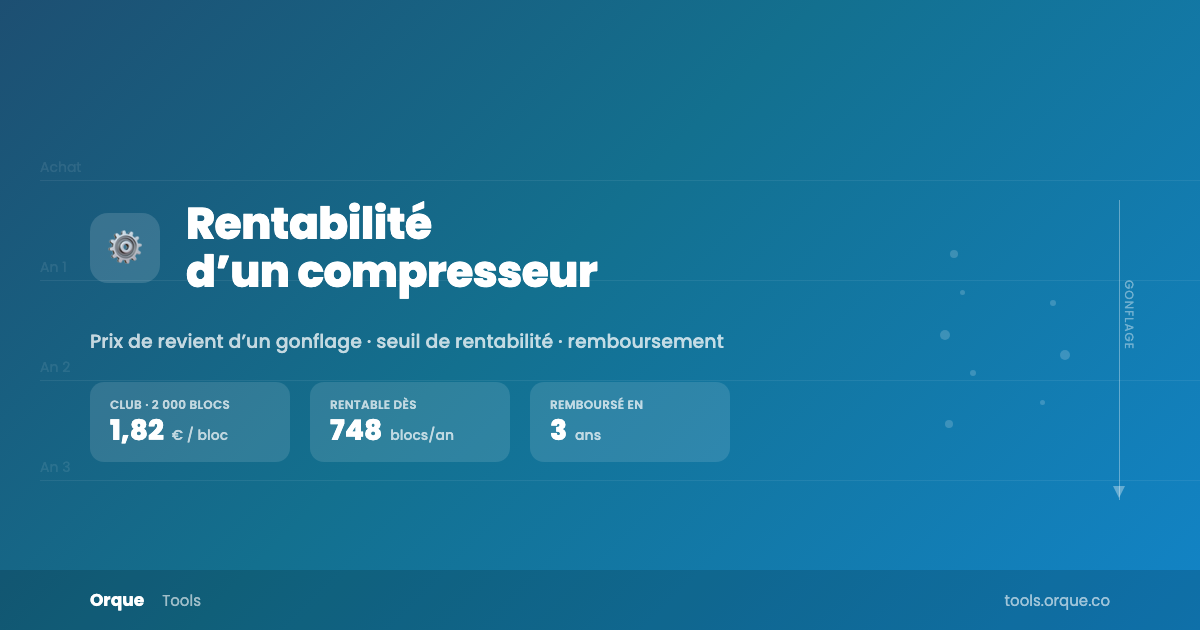 Achat
Rentabilité
d’un compresseur
An 1
GONFLAGE
Prix de revient d’un gonflage · seuil de rentabilité · remboursement
An 2
CLUB · 2 000 BLOCS
1,82 € / bloc
RENTABLE DÈS
748 blocs/an
REMBOURSÉ EN
3 ans
An 3
Orque Tools
tools.orque.co